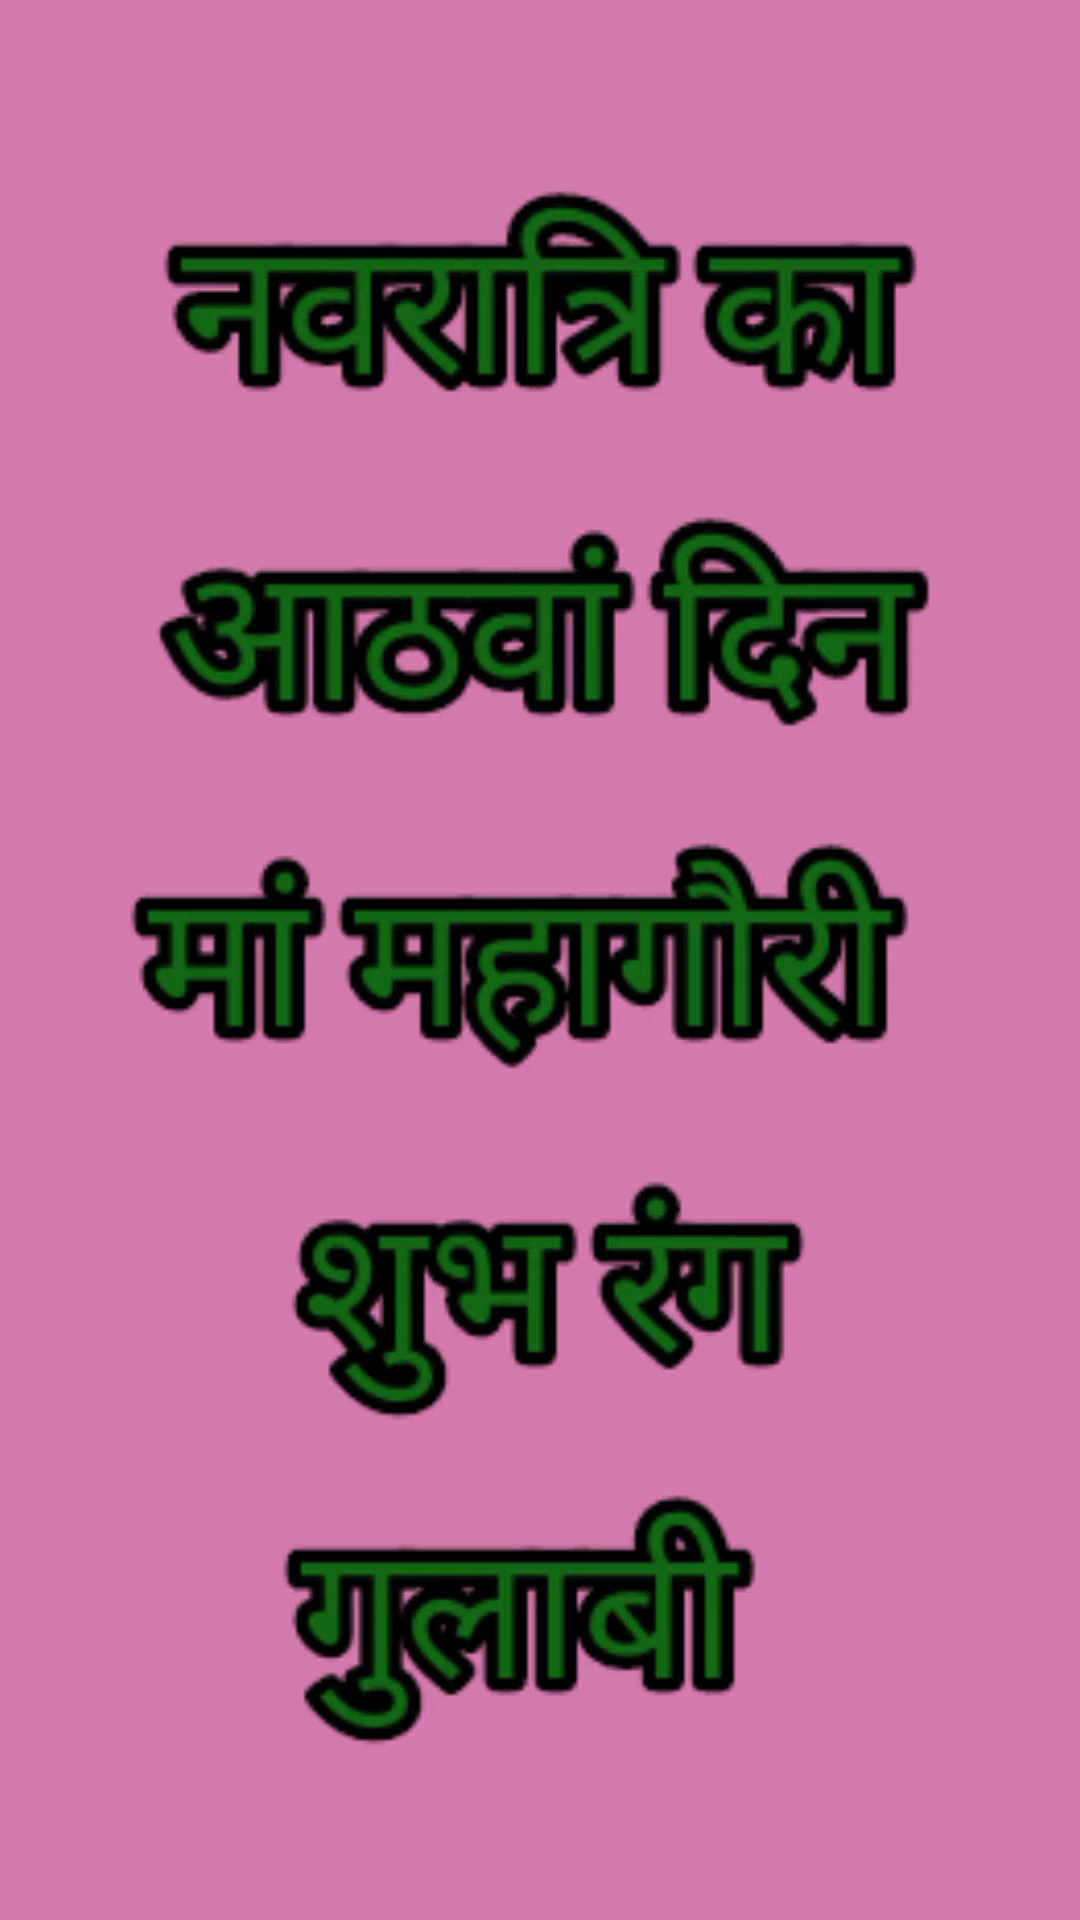 नवरात्रि का
आठवां दिन
मां महागौरी
शुभ रंग
गुलाबी